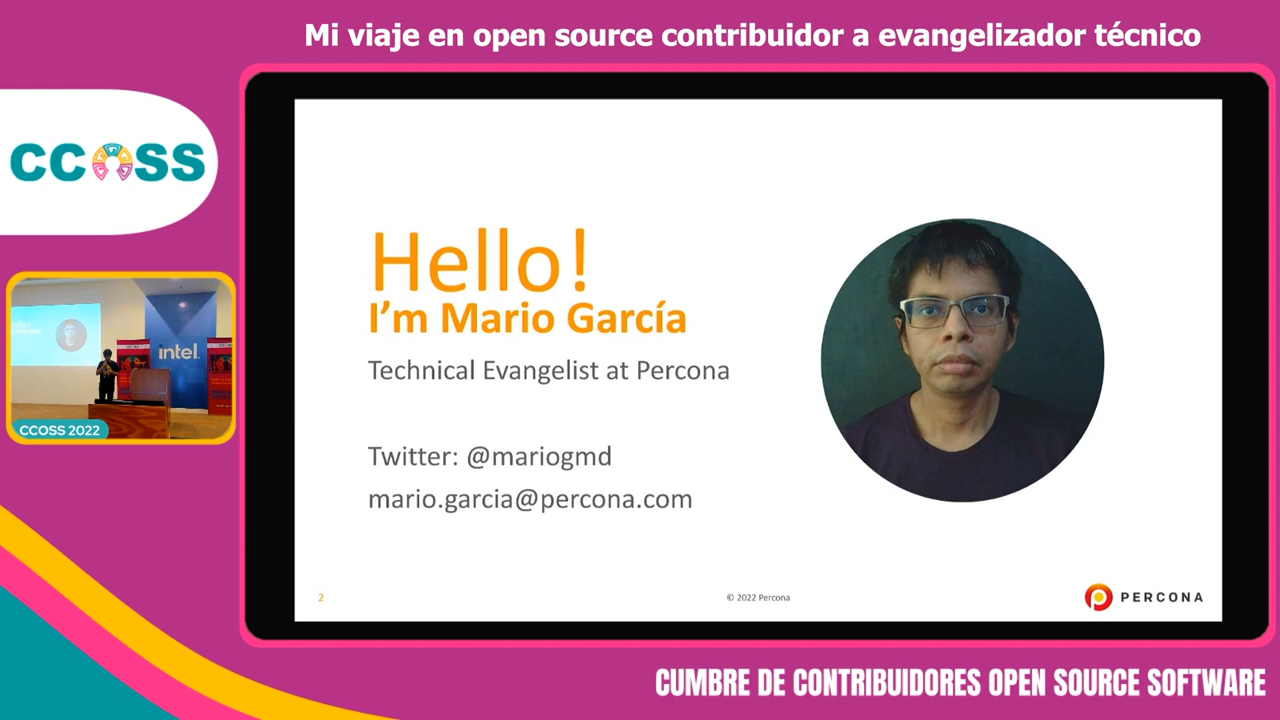 Mi viaje en open source contribuidor a evangelizador técnico
CCOSS
intel.
CCOSS 2022
Hello!
I'm Mario García
Technical Evangelist at Percona
Twitter: @mariogmd
mario.garcia@percona.com
2
© 2022 Percona
PERCONA
CUMBRE DE CONTRIBUIDORES OPEN SOURCE SOFTWARE